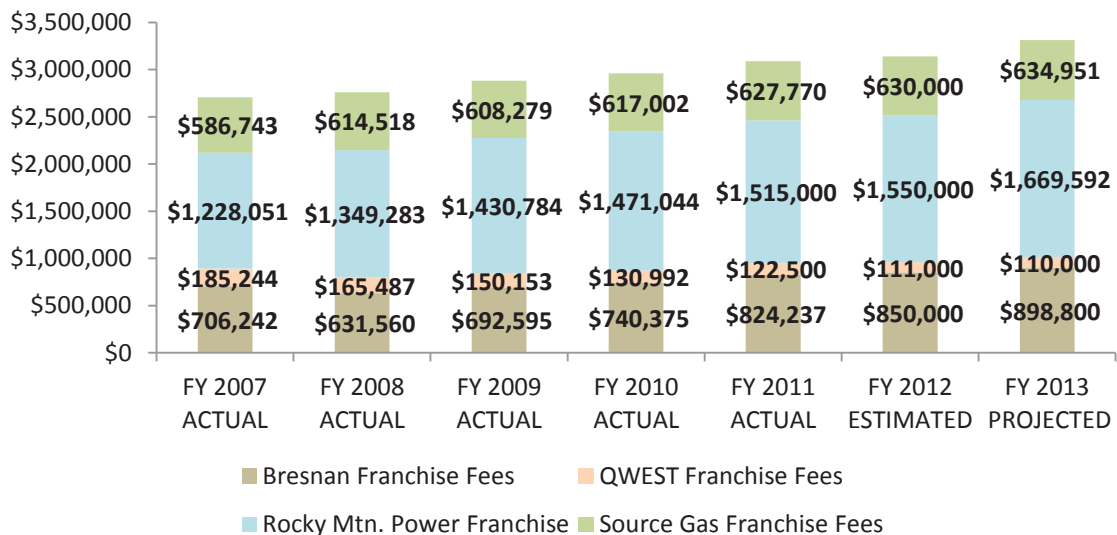 $3,500,000
$3,000,000
$2,500,000
$2,000,000
$1,500,000
$1,000,000
$500,000
$0
$586,743 $614,518 $608,279 $617,002 $627,770 $630,000 $634,951
$1,228,051 $1,349,283 $1,430,784 $1,471,044 $1,515,000 $1,550,000 $1,669,592
$185,244 $165,487 $150,153 $130,992 $122,500 $111,000 $110,000
$706,242 $631,560 $692,595 $740,375 $824,237 $850,000 $898,800
FY 2007 FY 2008 FY 2009 FY 2010 FY 2011 FY 2012 FY 2013
ACTUAL ACTUAL ACTUAL ACTUAL ACTUAL ESTIMATED PROJECTED
Bresnan Franchise Fees QWEST Franchise Fees
Rocky Mtn. Power Franchise Source Gas Franchise Fees